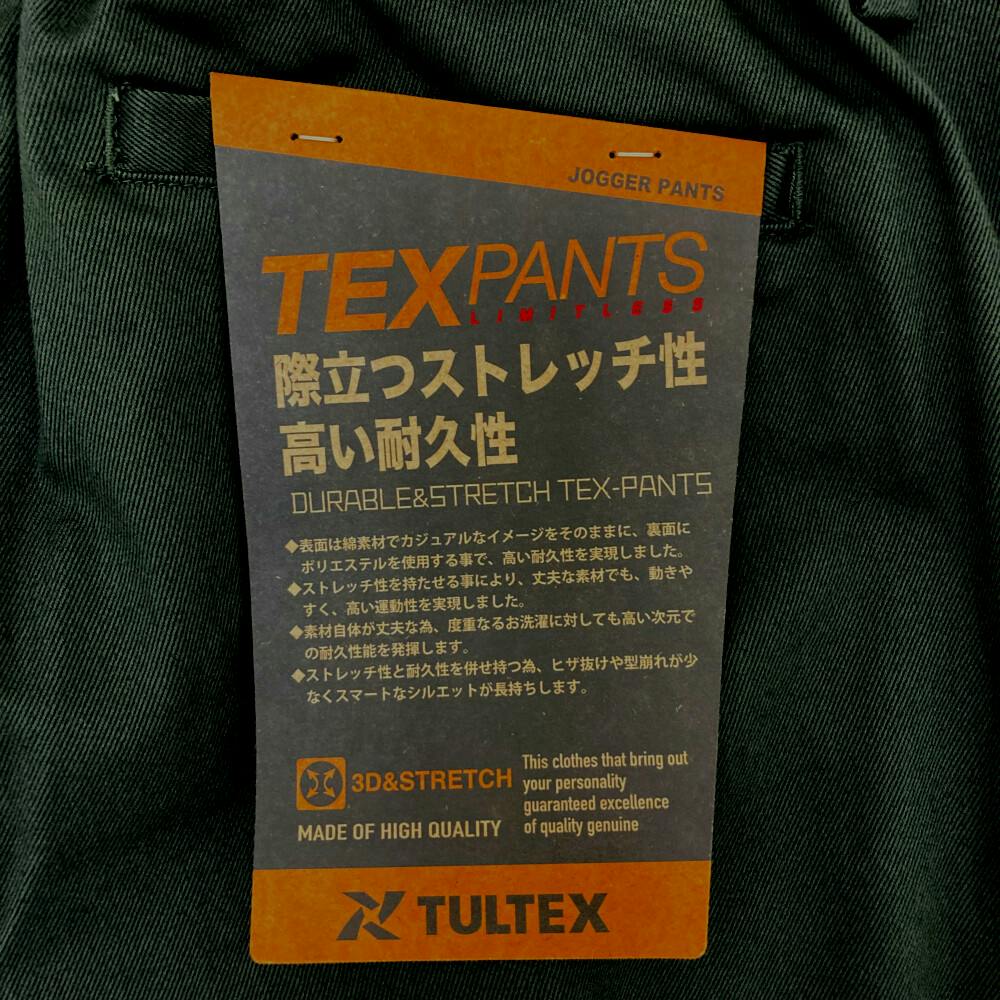 JOGGER PANTS
TEXPANTS
LIMITLESS
際立つストレッチ性
高い耐久性
DURABLE&STRETCH TEX-PANTS
◆表面は綿素材でカジュアルなイメージをそのままに、裏面に
ポリエステルを使用する事で、高い耐久性を実現しました。
◆ストレッチ性を持たせる事により、丈夫な素材でも、動きや
すく、高い運動性を実現しました。
◆素材自体が丈夫な為、度重なるお洗濯に対しても高い次元で
の耐久性能を発揮します。
◆ストレッチ性と耐久性を併せ持つ為、ヒザ抜けや型崩れが少
なくスマートなシルエットが長持ちします。
3D&STRETCH
MADE OF HIGH QUALITY
This clothes that bring out
your personality
guaranteed excellence
of quality genuine
TULTEX